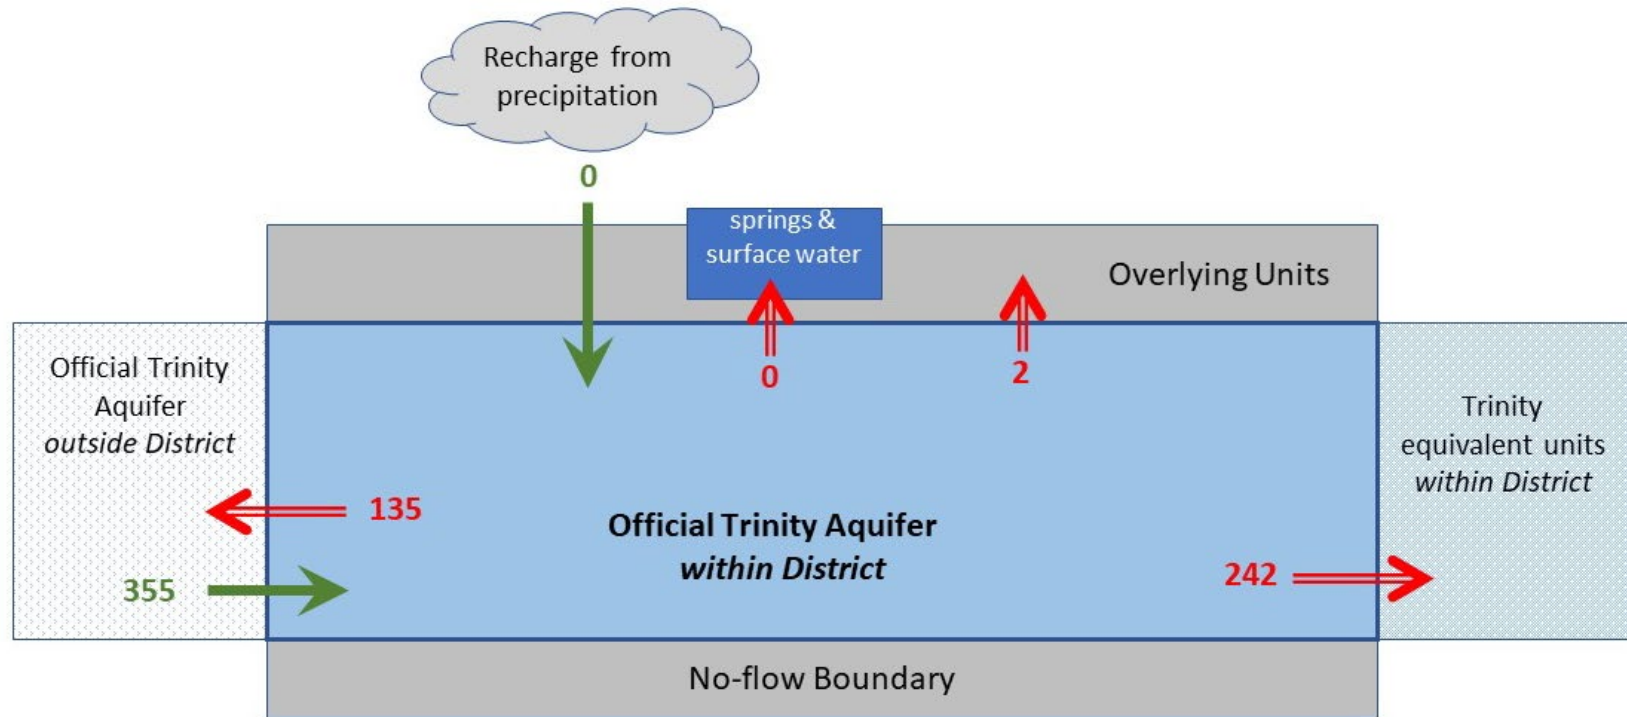 Recharge from
precipitation
0
springs &
surface water
Overlying Units
0
2
Official Trinity
Aquifer
outside District
135
355
Official Trinity Aquifer
within District
242
Trinity
equivalent units
within District
No-flow Boundary